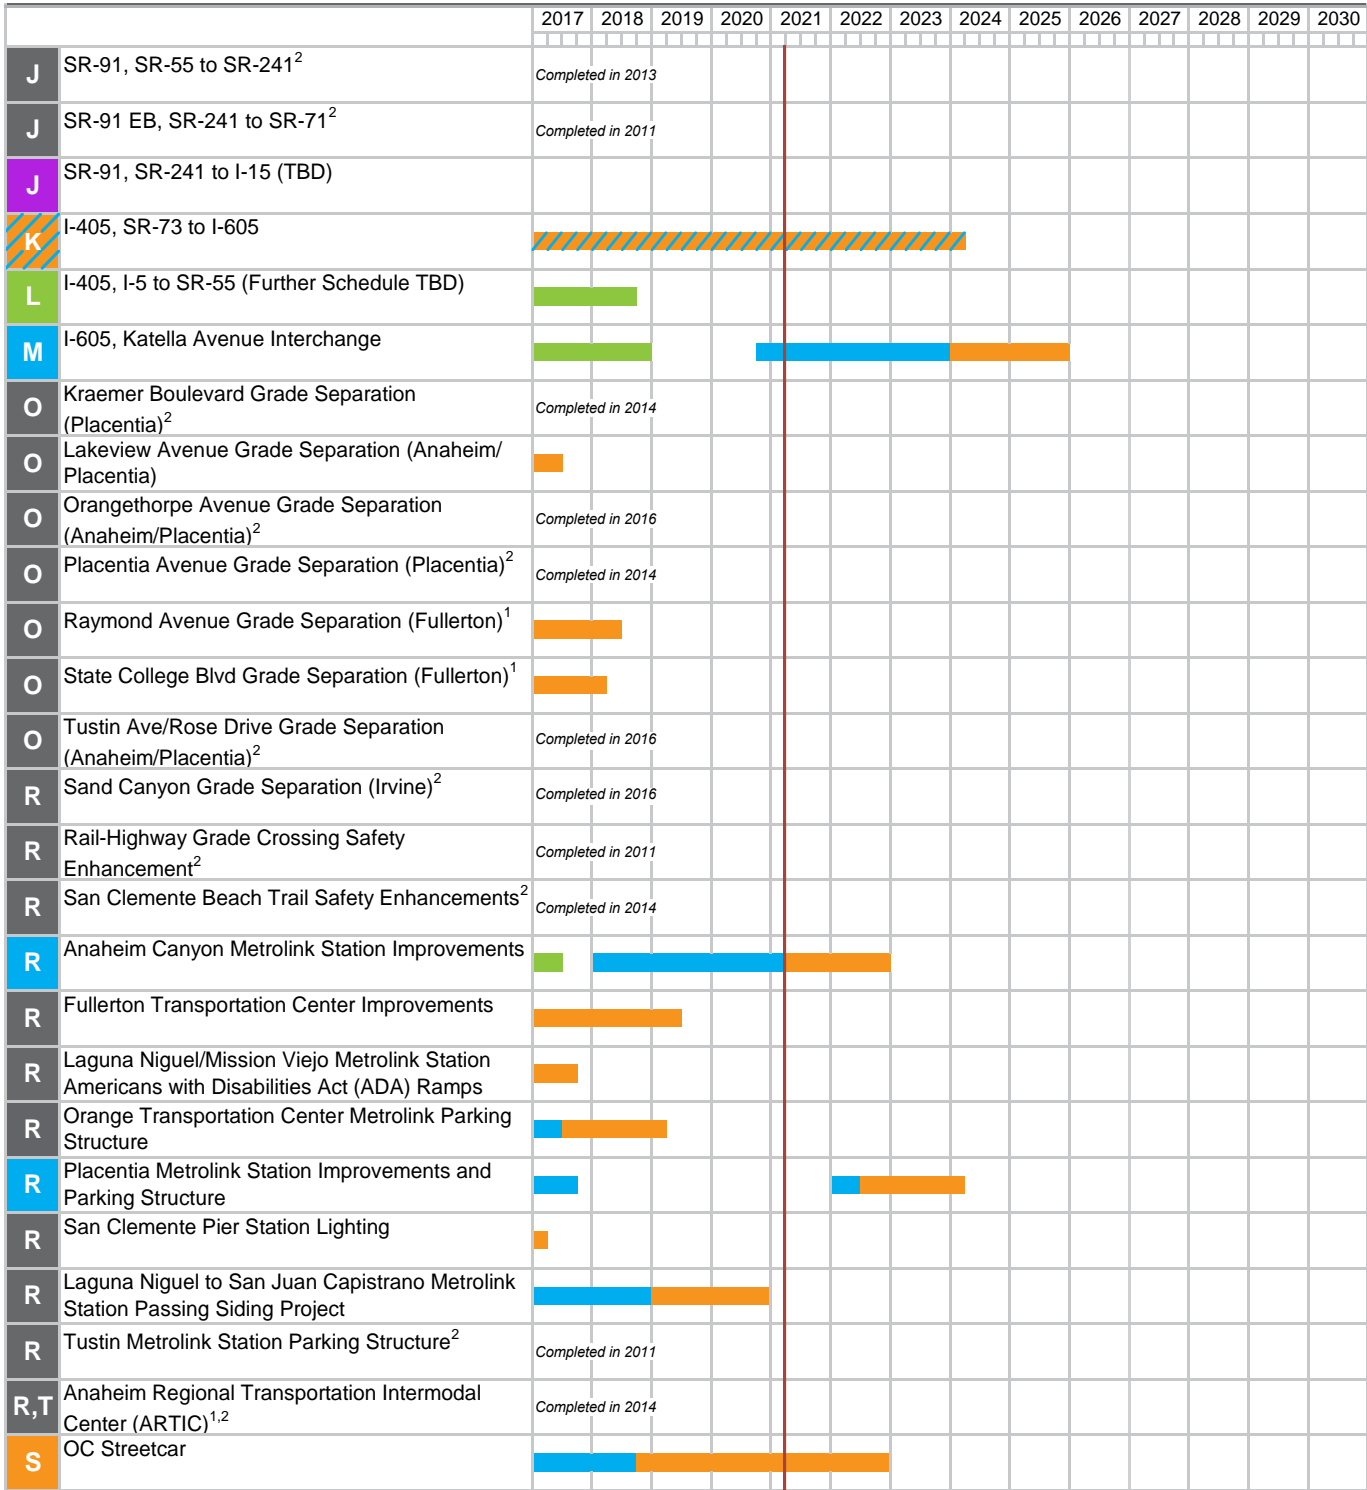 2017 2018 2019 2020 2021 2022 2023 2024 2025 2026 2027 2028 2029 2030
J SR-91, SR-55 to SR-241² Completed in 2013
J SR-91 EB, SR-241 to SR-71² Completed in 2011
J SR-91, SR-241 to I-15 (TBD)
K I-405, SR-73 to I-605
L I-405, I-5 to SR-55 (Further Schedule TBD)
M I-605, Katella Avenue Interchange
O Kraemer Boulevard Grade Separation
(Placentia)² Completed in 2014
O Lakeview Avenue Grade Separation (Anaheim/
Placentia)
O Orangethorpe Avenue Grade Separation
(Anaheim/Placentia)² Completed in 2016
O Placentia Avenue Grade Separation (Placentia)² Completed in 2014
O Raymond Avenue Grade Separation (Fullerton)¹
O State College Blvd Grade Separation (Fullerton)¹
O Tustin Ave/Rose Drive Grade Separation
(Anaheim/Placentia)² Completed in 2016
R Sand Canyon Grade Separation (Irvine)² Completed in 2016
R Rail-Highway Grade Crossing Safety
Enhancement² Completed in 2011
R San Clemente Beach Trail Safety Enhancements² Completed in 2014
R Anaheim Canyon Metrolink Station Improvements
R Fullerton Transportation Center Improvements
R Laguna Niguel/Mission Viejo Metrolink Station
Americans with Disabilities Act (ADA) Ramps
R Orange Transportation Center Metrolink Parking
Structure
R Placentia Metrolink Station Improvements and
Parking Structure
R San Clemente Pier Station Lighting
R Laguna Niguel to San Juan Capistrano Metrolink
Station Passing Siding Project
R Tustin Metrolink Station Parking Structure² Completed in 2011
R,T Anaheim Regional Transportation Intermodal
Center (ARTIC)¹,² Completed in 2014
S OC Streetcar